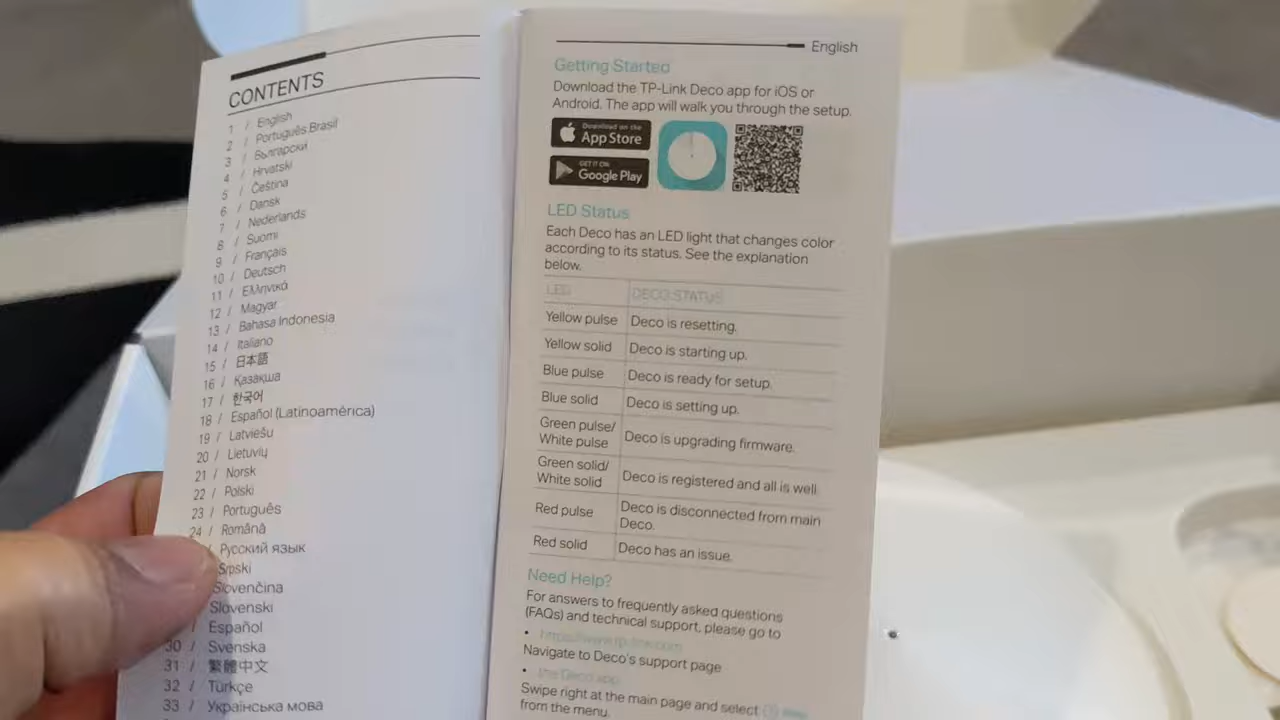 CONTENTS
1 / English
2 / Português Brasil
3 / Български
4 / Hrvatski
5 / Čeština
6 / Dansk
7 / Nederlands
8 / Suomi
9 / Français
10 / Deutsch
11 / Ελληνικά
12 / Magyar
13 / Bahasa Indonesia
14 / Italiano
15 / 日本語
16 / Қазақша
17 / 한국어
18 / Español (Latinoamérica)
19 / Latviešu
20 / Lietuvių
21 / Norsk
22 / Polski
23 / Português
24 / Română
Русский язык
Srpski
Slovenčina
Slovenski
/ Español
30 / Svenska
31 / 繁體中文
32 / Türkçe
33 / Українська мова
English
Getting Started
Download the TP-Link Deco app for iOS or
Android. The app will walk you through the setup.
Download on the
App Store
GET IT ON
Google Play
LED Status
Each Deco has an LED light that changes color
according to its status. See the explanation
below.
LED DECO STATUS
Yellow pulse Deco is resetting.
Yellow solid Deco is starting up.
Blue pulse Deco is ready for setup.
Blue solid Deco is setting up.
Green pulse/
White pulse Deco is upgrading firmware.
Green solid/
White solid Deco is registered and all is well
Red pulse Deco is disconnected from main
Deco.
Red solid Deco has an issue.
Need Help?
For answers to frequently asked questions
(FAQs) and technical support, please go to
• https://www.tp-link.com
Navigate to Deco's support page
• the Deco app
Swipe right at the main page and select
from the menu.